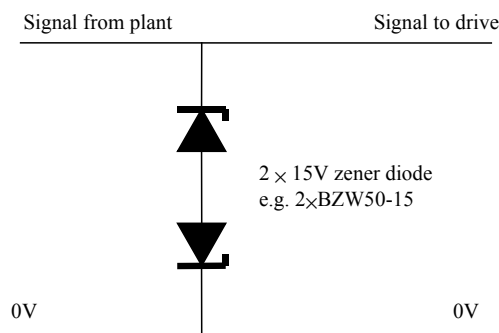 Signal from plant Signal to drive
2 × 15V zener diode
e.g. 2×BZW50-15
0V 0V